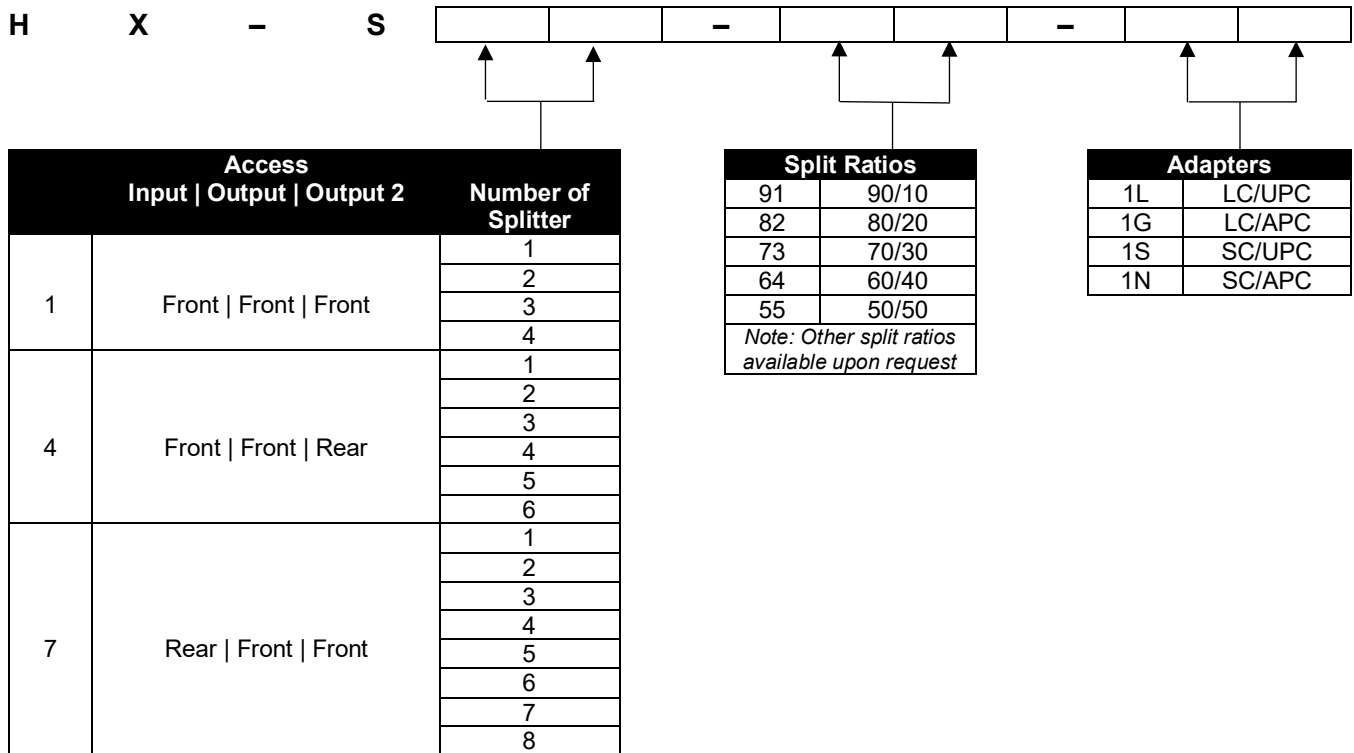 H X – S – –
Access
Input | Output | Output 2 Number of
Splitter
1 Front | Front | Front
1
2
3
4
4 Front | Front | Rear
1
2
3
4
5
6
7 Rear | Front | Front
1
2
3
4
5
6
7
8
Split Ratios
91 90/10
82 80/20
73 70/30
64 60/40
55 50/50
Note: Other split ratios
available upon request
Adapters
1L LC/UPC
1G LC/APC
1S SC/UPC
1N SC/APC